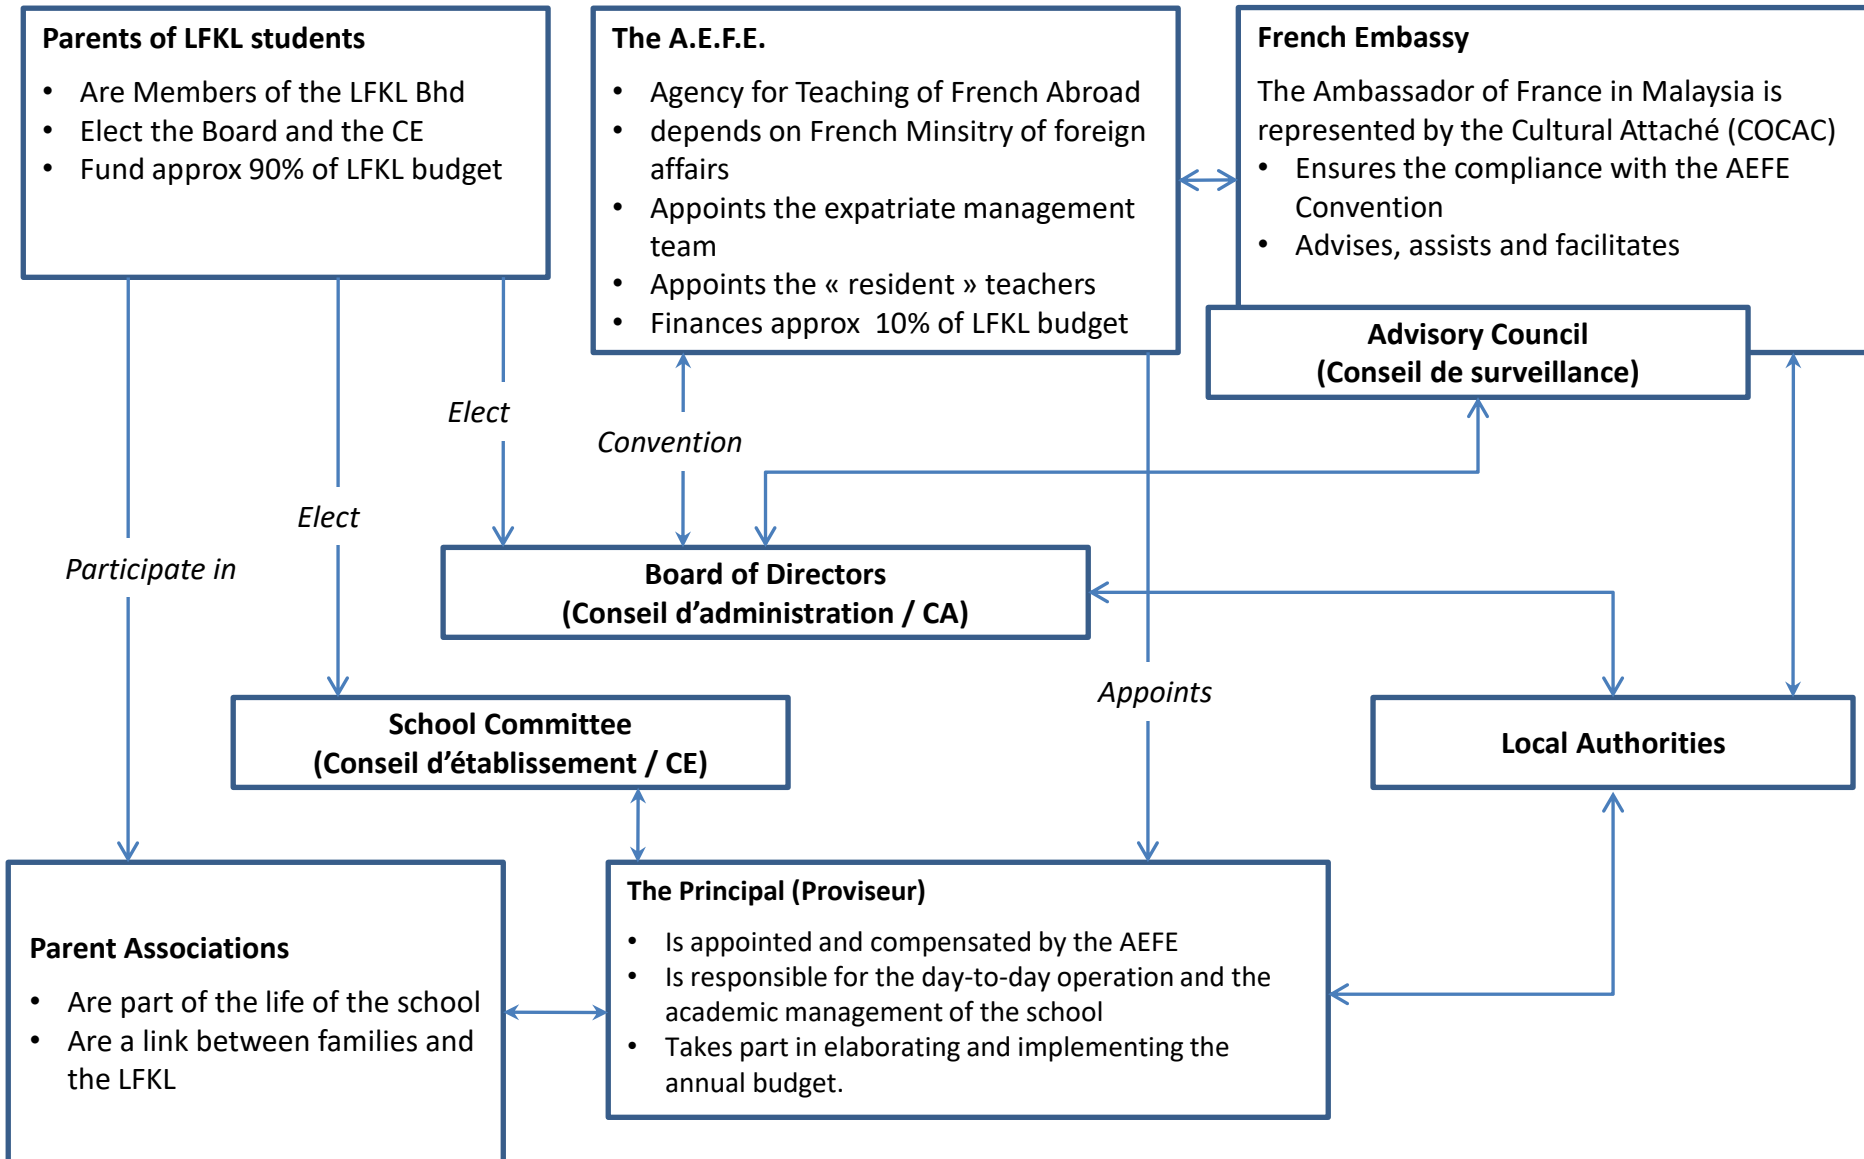 Parents of LFKL students
• Are Members of the LFKL Bhd
• Elect the Board and the CE
• Fund approx 90% of LFKL budget
The A.E.F.E.
• Agency for Teaching of French Abroad
• depends on French Minsitry of foreign
affairs
• Appoints the expatriate management
team
• Appoints the « resident » teachers
• Finances approx 10% of LFKL budget
French Embassy
The Ambassador of France in Malaysia is
represented by the Cultural Attaché (COCAC)
• Ensures the compliance with the AEFE
Convention
• Advises, assists and facilitates
Advisory Council
(Conseil de surveillance)
Elect
Convention
Elect
Participate in
Board of Directors
(Conseil d’administration / CA)
Appoints
School Committee
(Conseil d’établissement / CE)
Local Authorities
Parent Associations
• Are part of the life of the school
• Are a link between families and
the LFKL
The Principal (Proviseur)
• Is appointed and compensated by the AEFE
• Is responsible for the day-to-day operation and the
academic management of the school
• Takes part in elaborating and implementing the
annual budget.